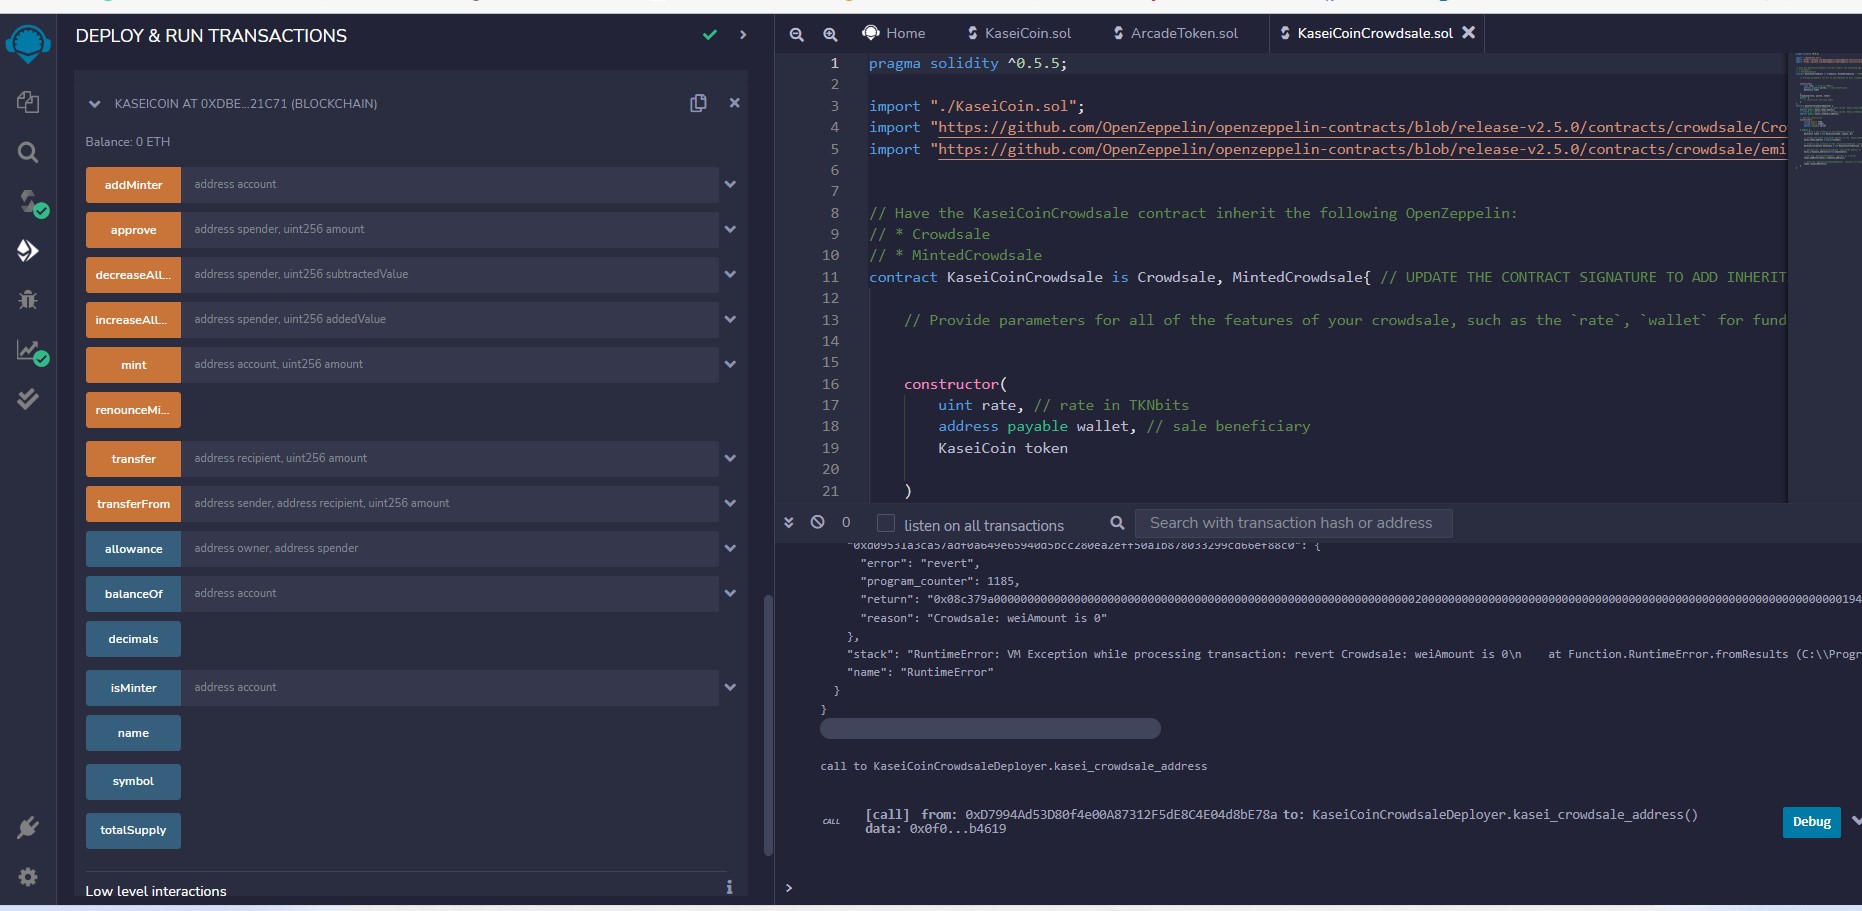 DEPLOY & RUN TRANSACTIONS
KASEICOIN AT 0XDBE...21C71 (BLOCKCHAIN)
Balance: 0 ETH
addMinter address account
approve address spender, uint256 amount
decreaseAll... address spender, uint256 subtractedValue
increaseAll... address spender, uint256 addedValue
mint address account, uint256 amount
renounceMi...
transfer address recipient, uint256 amount
transferFrom address sender, address recipient, uint256 amount
allowance address owner, address spender
balanceOf address account
decimals
isMinter address account
name
symbol
totalSupply
Low level interactions
Home KaseiCoin.sol ArcadeToken.sol KaseiCoinCrowdsale.sol
1 pragma solidity ^0.5.5;
2
3 import "./KaseiCoin.sol";
4 import "https://github.com/OpenZeppelin/openzeppelin-contracts/blob/release-v2.5.0/contracts/crowdsale/Cro
5 import "https://github.com/OpenZeppelin/openzeppelin-contracts/blob/release-v2.5.0/contracts/crowdsale/emi
6
7
8 // Have the KaseiCoinCrowdsale contract inherit the following OpenZeppelin:
9 // * Crowdsale
10 // * MintedCrowdsale
11 contract KaseiCoinCrowdsale is Crowdsale, MintedCrowdsale{ // UPDATE THE CONTRACT SIGNATURE TO ADD INHERIT
12
13 // Provide parameters for all of the features of your crowdsale, such as the `rate`, `wallet` for fund
14
15
16 constructor(
17 uint rate, // rate in TKNbits
18 address payable wallet, // sale beneficiary
19 KaseiCoin token
20
21 )
0 listen on all transactions Search with transaction hash or address
"error": "revert",
"program_counter": 1185,
"reason": "Crowdsale: weiAmount is 0"
},
"stack": "RuntimeError: VM Exception while processing transaction: revert Crowdsale: weiAmount is 0\n at Function.RuntimeError.fromResults (C:\\Progr
"name": "RuntimeError"
}
}
call to KaseiCoinCrowdsaleDeployer.kasei_crowdsale_address
CALL [call] from: 0xD7994Ad53D80f4e00A87312F5dE8C4E04d8bE78a to: KaseiCoinCrowdsaleDeployer.kasei_crowdsale_address()
data: 0x0f0...b4619
Debug
>